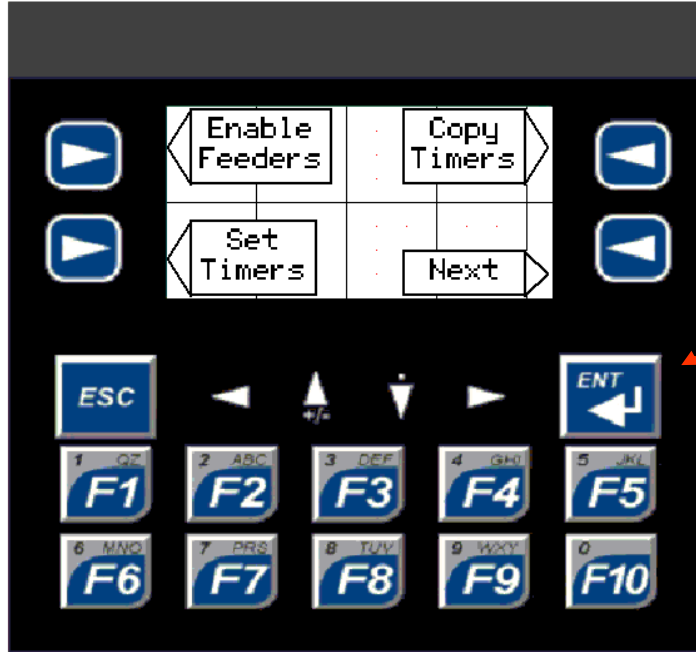 Enable
Feeders
Copy
Timers
Set
Timers
Next
ESC
+/-
ENT
1 QZ
F1
2 ABC
F2
3 DEF
F3
4 GHI
F4
5 JKL
F5
6 MNO
F6
7 PRS
F7
8 TUV
F8
9 WXY
F9
0
F10